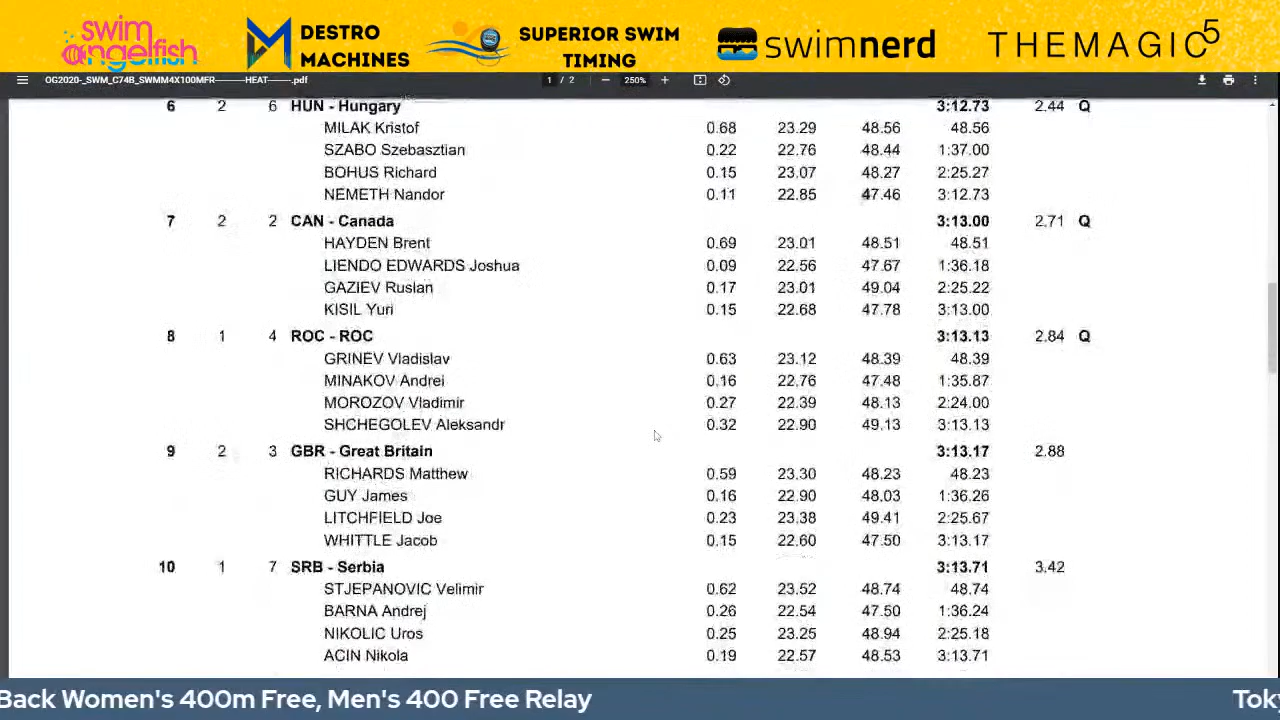 swim angelfish
DESTRO MACHINES
SUPERIOR SWIM TIMING
swimnerd
THEMAGIC5
OG2020-_SWM_C74B_SWMM4X100MFR----------HEAT--------.pdf
1 / 2
250%
6 2 6 HUN - Hungary 3:12.73 2.44 Q
MILAK Kristof 0.68 23.29 48.56 48.56
SZABO Szebasztian 0.22 22.76 48.44 1:37.00
BOHUS Richard 0.15 23.07 48.27 2:25.27
NEMETH Nandor 0.11 22.85 47.46 3:12.73
7 2 2 CAN - Canada 3:13.00 2.71 Q
HAYDEN Brent 0.69 23.01 48.51 48.51
LIENDO EDWARDS Joshua 0.09 22.56 47.67 1:36.18
GAZIEV Ruslan 0.17 23.01 49.04 2:25.22
KISIL Yuri 0.15 22.68 47.78 3:13.00
8 1 4 ROC - ROC 3:13.13 2.84 Q
GRINEV Vladislav 0.63 23.12 48.39 48.39
MINAKOV Andrei 0.16 22.76 47.48 1:35.87
MOROZOV Vladimir 0.27 22.39 48.13 2:24.00
SHCHEGOLEV Aleksandr 0.32 22.90 49.13 3:13.13
9 2 3 GBR - Great Britain 3:13.17 2.88
RICHARDS Matthew 0.59 23.30 48.23 48.23
GUY James 0.16 22.90 48.03 1:36.26
LITCHFIELD Joe 0.23 23.38 49.41 2:25.67
WHITTLE Jacob 0.15 22.60 47.50 3:13.17
10 1 7 SRB - Serbia 3:13.71 3.42
STJEPANOVIC Velimir 0.62 23.52 48.74 48.74
BARNA Andrej 0.26 22.54 47.50 1:36.24
NIKOLIC Uros 0.25 23.25 48.94 2:25.18
ACIN Nikola 0.19 22.57 48.53 3:13.71
Back Women's 400m Free, Men's 400 Free Relay Toky